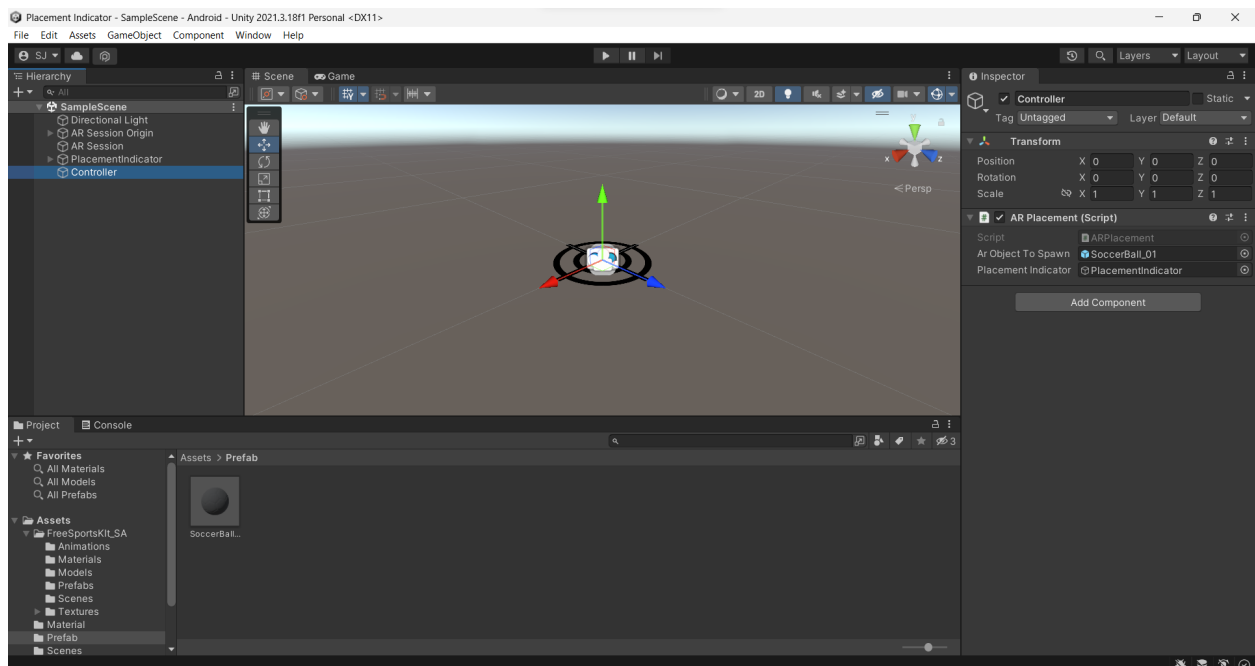 Placement Indicator - SampleScene - Android - Unity 2021.3.18f1 Personal <DX11>
File Edit Assets GameObject Component Window Help
SJ
Layers
Layout
Hierarchy
All
SampleScene
Directional Light
AR Session Origin
AR Session
PlacementIndicator
Controller
Scene
Game
2D
y
x
z
Persp
Inspector
Controller
Static
Tag Untagged
Layer Default
Transform
Position X 0 Y 0 Z 0
Rotation X 0 Y 0 Z 0
Scale X 1 Y 1 Z 1
AR Placement (Script)
Script ARPlacement
Ar Object To Spawn SoccerBall_01
Placement Indicator PlacementIndicator
Add Component
Project
Console
3
Favorites
All Materials
All Models
All Prefabs
Assets
FreeSportsKIt_SA
Animations
Materials
Models
Prefabs
Scenes
Textures
Material
Prefab
Scenes
Assets > Prefab
SoccerBall...